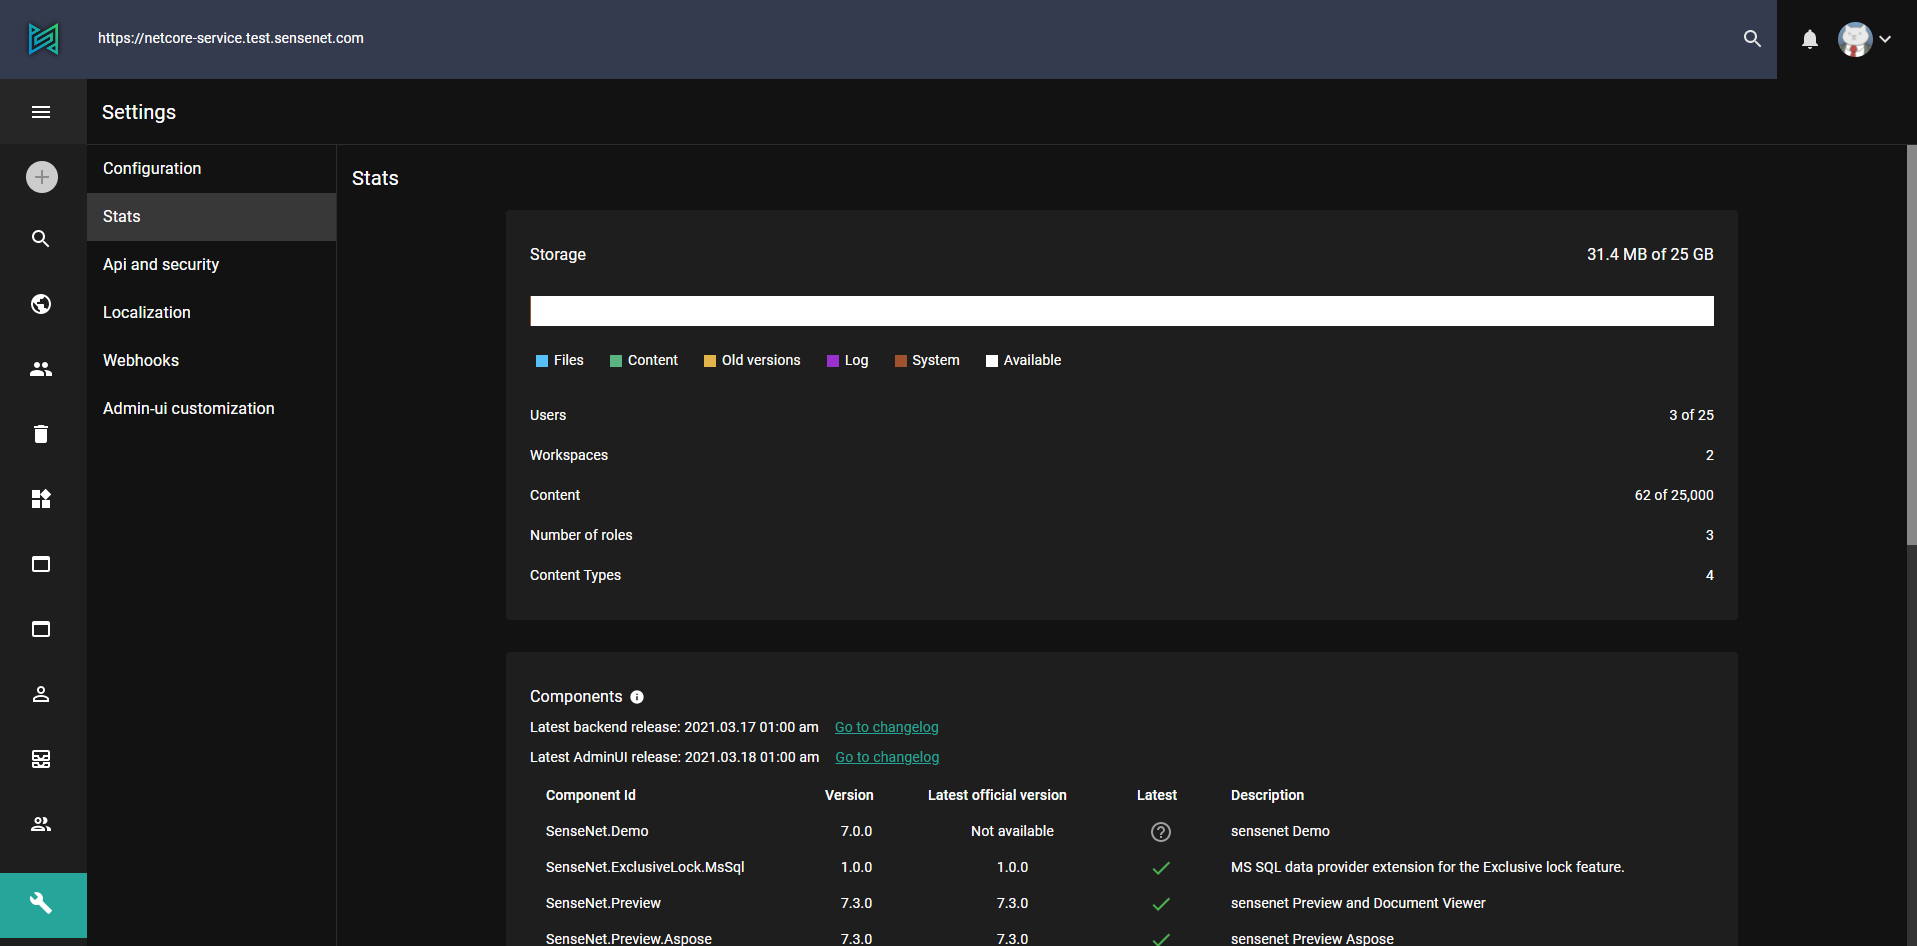 https://netcore-service.test.sensenet.com
Settings
Configuration
Stats
Api and security
Localization
Webhooks
Admin-ui customization
Stats
Storage 31.4 MB of 25 GB
Files Content Old versions Log System Available
Users 3 of 25
Workspaces 2
Content 62 of 25,000
Number of roles 3
Content Types 4
Components
Latest backend release: 2021.03.17 01:00 am Go to changelog
Latest AdminUI release: 2021.03.18 01:00 am Go to changelog
Component Id Version Latest official version Latest Description
SenseNet.Demo 7.0.0 Not available sensenet Demo
SenseNet.ExclusiveLock.MsSql 1.0.0 1.0.0 MS SQL data provider extension for the Exclusive lock feature.
SenseNet.Preview 7.3.0 7.3.0 sensenet Preview and Document Viewer
SenseNet.Preview.Aspose 7.3.0 7.3.0 sensenet Preview Aspose